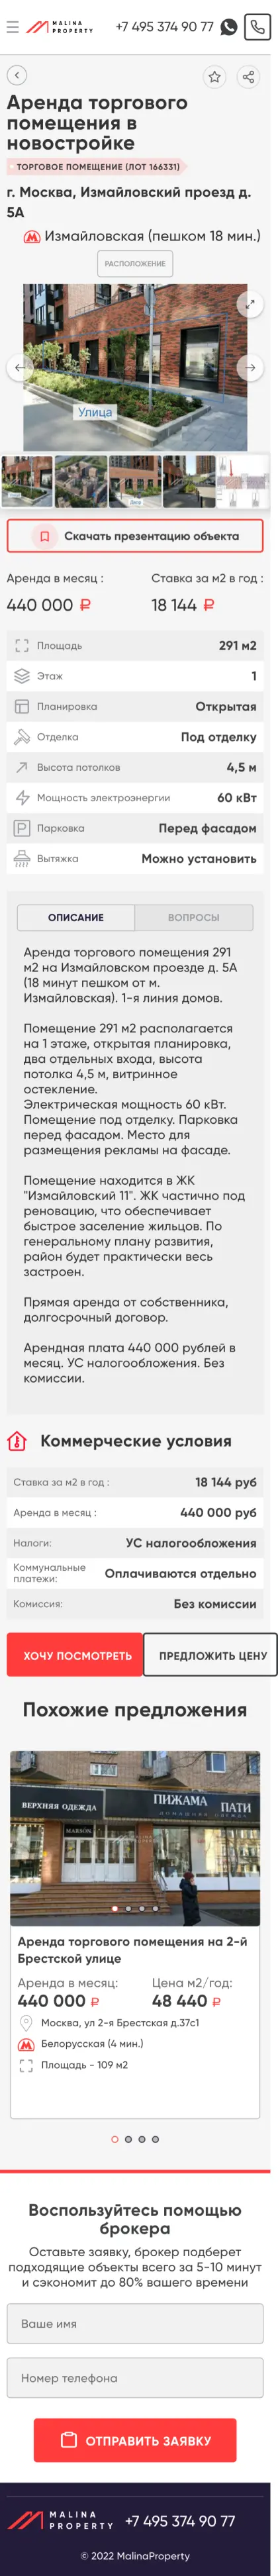 MALINA
PROPERTY
+7 495 374 90 77
Аренда торгового
помещения в
новостройке
ТОРГОВОЕ ПОМЕЩЕНИЕ (ЛОТ 166331)
г. Москва, Измайловский проезд д.
5А
Измайловская (пешком 18 мин.)
РАСПОЛОЖЕНИЕ
Улица
Скачать презентацию объекта
Аренда в месяц :
Ставка за м2 в год :
440 000 ₽
18 144 ₽
Площадь
291 м2
Этаж
1
Планировка
Открытая
Отделка
Под отделку
Высота потолков
4,5 м
Мощность электроэнергии
60 кВт
Парковка
Перед фасадом
Вытяжка
Можно установить
ОПИСАНИЕ
ВОПРОСЫ
Аренда торгового помещения 291
м2 на Измайловском проезде д. 5А
(18 минут пешком от м.
Измайловская). 1-я линия домов.
Помещение 291 м2 располагается
на 1 этаже, открытая планировка,
два отдельных входа, высота
потолка 4,5 м, витринное
остекление.
Электрическая мощность 60 кВт.
Помещение под отделку. Парковка
перед фасадом. Место для
размещения рекламы на фасаде.
Помещение находится в ЖК
"Измайловский 11". ЖК частично под
реновацию, что обеспечивает
быстрое заселение жильцов. По
генеральному плану развития,
район будет практически весь
застроен.
Прямая аренда от собственника,
долгосрочный договор.
Арендная плата 440 000 рублей в
месяц. УС налогообложения. Без
комиссии.
Коммерческие условия
Ставка за м2 в год :
18 144 руб
Аренда в месяц :
440 000 руб
Налоги:
УС налогообложения
Коммунальные
платежи:
Оплачиваются отдельно
Комиссия:
Без комиссии
ХОЧУ ПОСМОТРЕТЬ
ПРЕДЛОЖИТЬ ЦЕНУ
Похожие предложения
ВЕРХНЯЯ ОДЕЖДА
ПИЖАМА
ПАТИ
ДОМАШНЯЯ ОДЕЖДА
MARSON
Аренда торгового помещения на 2-й
Брестской улице
Аренда в месяц:
Цена м2/год:
440 000 ₽
48 440 ₽
Москва, ул 2-я Брестская д.37с1
Белорусская (4 мин.)
Площадь - 109 м2
Воспользуйтесь помощью
брокера
Оставьте заявку, брокер подберет
подходящие объекты всего за 5-10 минут
и сэкономит до 80% вашего времени
Ваше имя
Номер телефона
ОТПРАВИТЬ ЗАЯВКУ
MALINA
PROPERTY
+7 495 374 90 77
© 2022 MalinaProperty